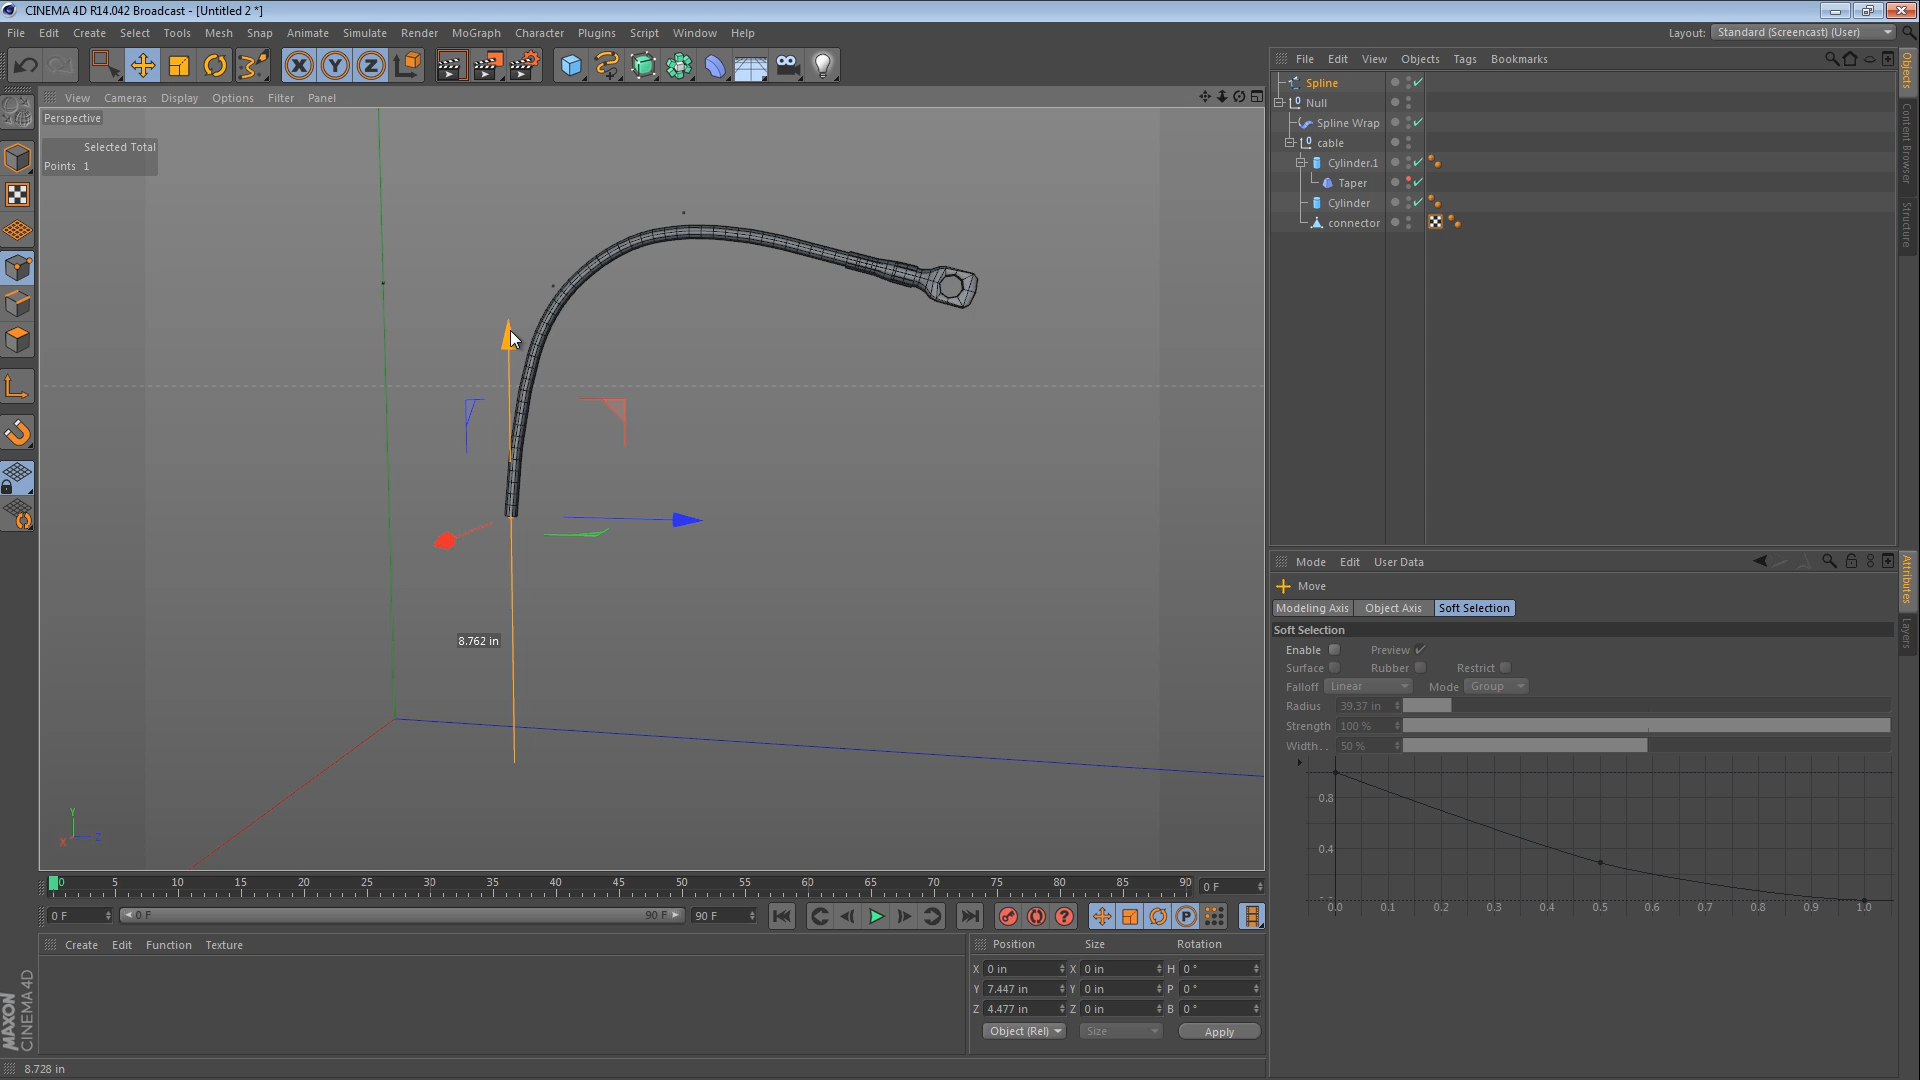 CINEMA 4D R14.042 Broadcast - [Untitled 2 *]
File Edit Create Select Tools Mesh Snap Animate Simulate Render MoGraph Character Plugins Script Window Help
Layout: Standard (Screencast) (User)
View Cameras Display Options Filter Panel
Perspective
Selected Total
Points 1
8.762 in
Y
X Z
File Edit View Objects Tags Bookmarks
Spline
Null
Spline Wrap
cable
Cylinder.1
Taper
Cylinder
connector
Objects
Content Browser
Structure
Mode Edit User Data
Move
Modeling Axis Object Axis Soft Selection
Soft Selection
Enable Preview
Surface Rubber Restrict
Falloff Linear Mode Group
Radius 39.37 in
Strength 100 %
Width.. 50 %
0.8
0.4
0.0 0.1 0.2 0.3 0.4 0.5 0.6 0.7 0.8 0.9 1.0
Attributes
Layers
0 5 10 15 20 25 30 35 40 45 50 55 60 65 70 75 80 85 90 0 F
0 F 0 F 90 F 90 F
Create Edit Function Texture
Position Size Rotation
X 0 in X 0 in H 0 °
Y 7.447 in Y 0 in P 0 °
Z 4.477 in Z 0 in B 0 °
Object (Rel) Size Apply
MAXON
CINEMA 4D
8.728 in